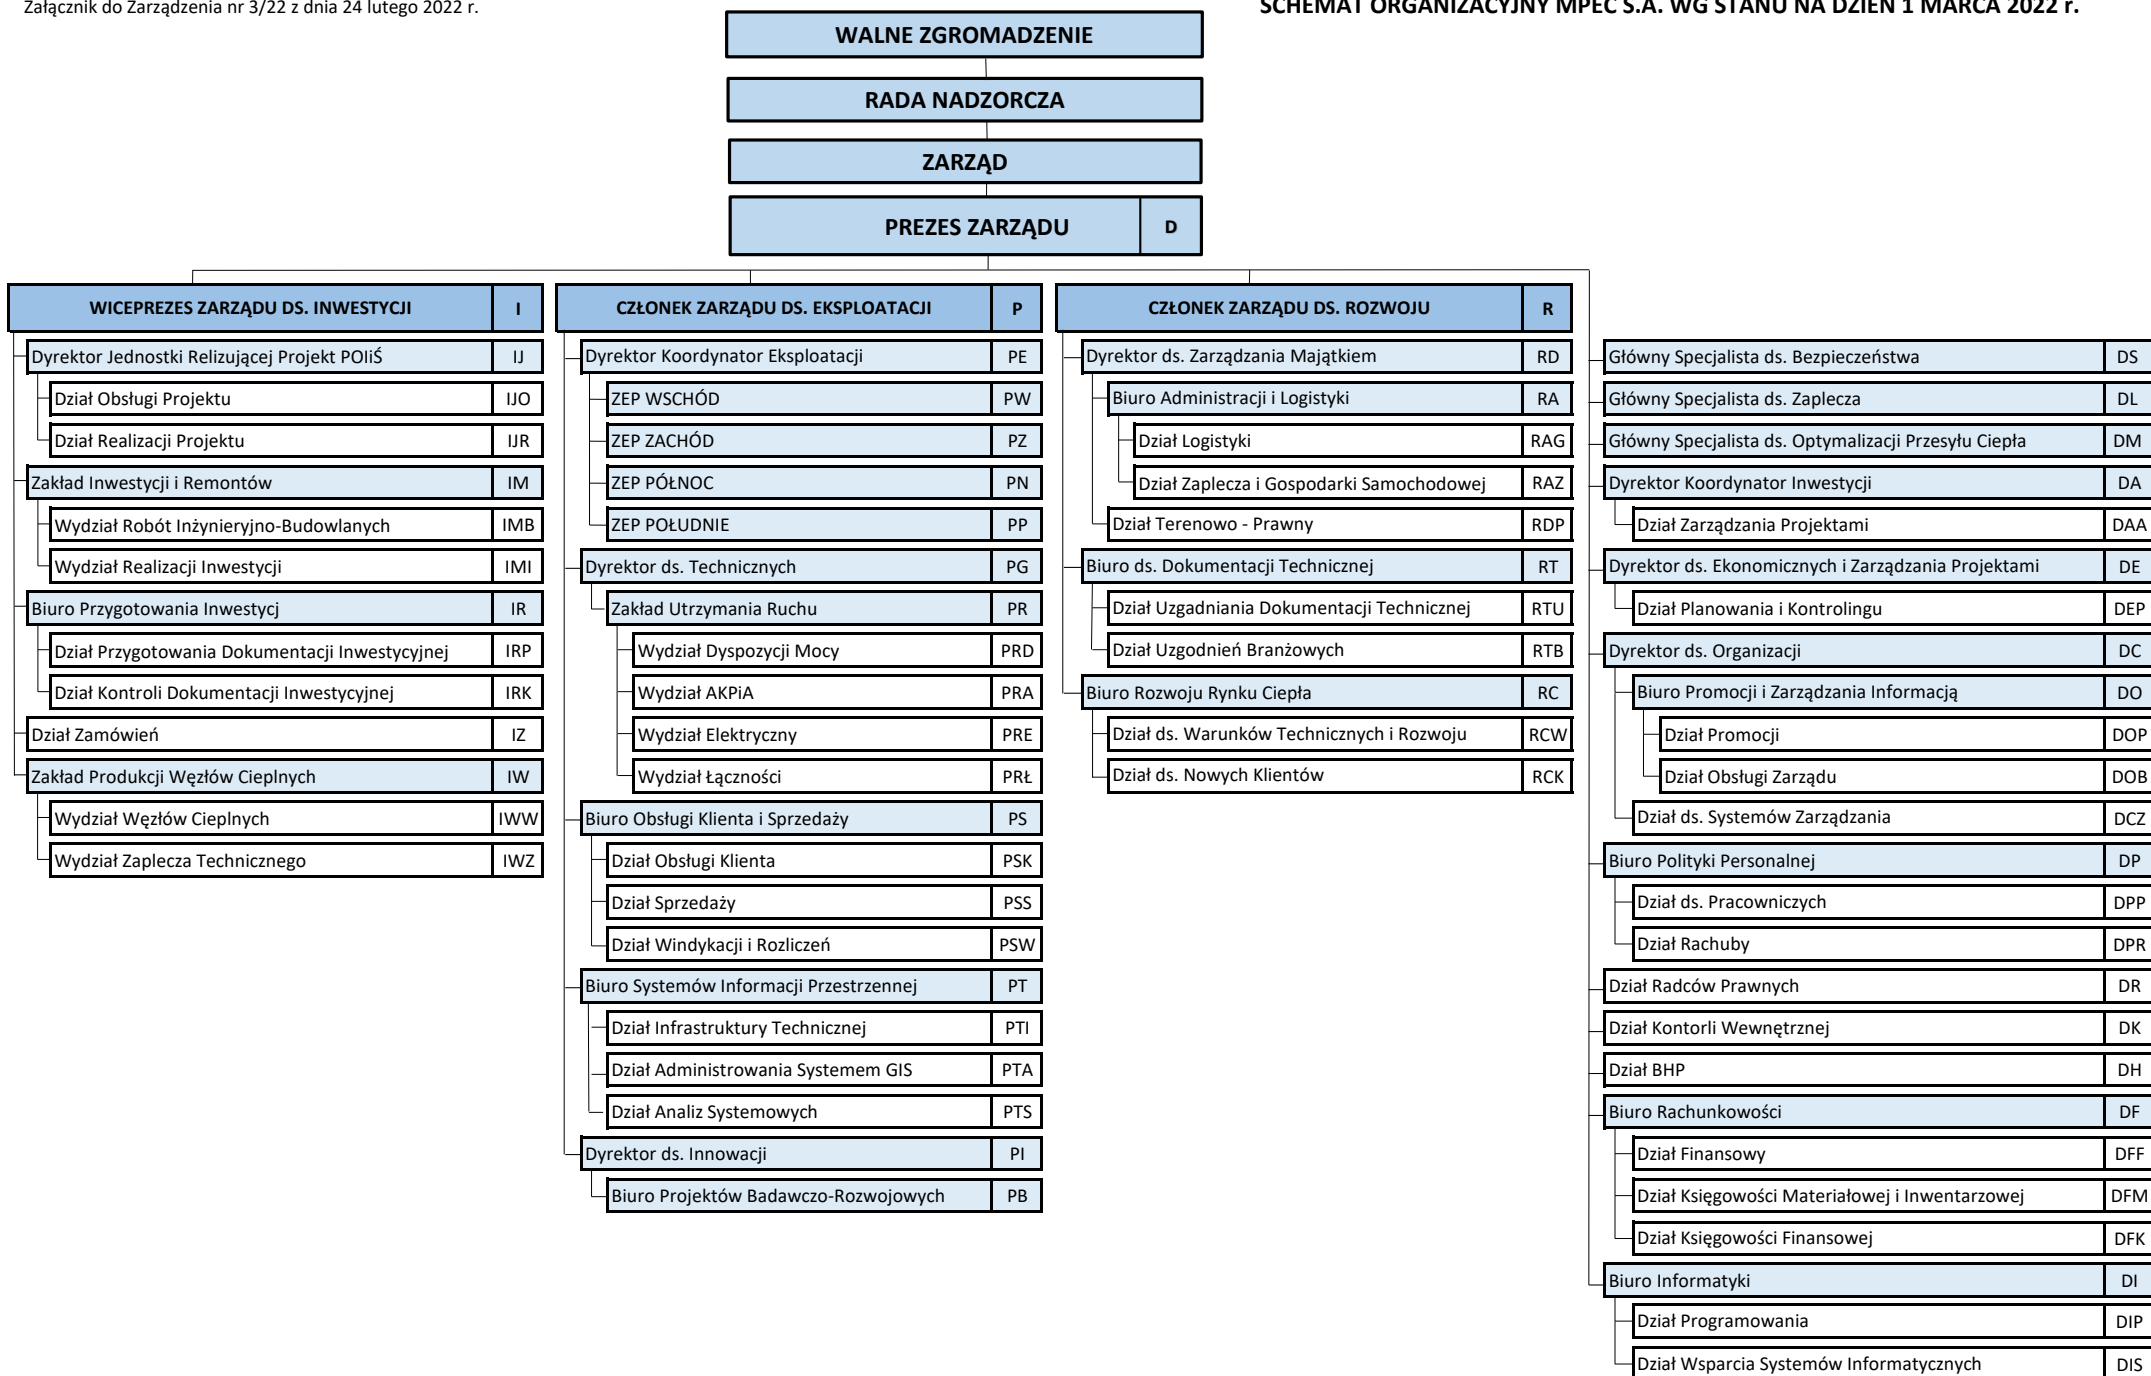 Załącznik do Zarządzenia nr 3/22 z dnia 24 lutego 2022 r.
SCHEMAT ORGANIZACYJNY MPEC S.A. WG STANU NA DZIEŃ 1 MARCA 2022 r.
WALNE ZGROMADZENIE
RADA NADZORCZA
ZARZĄD
PREZES ZARZĄDU D
WICEPREZES ZARZĄDU DS. INWESTYCJI I
Dyrektor Jednostki Relizującej Projekt POIiŚ IJ
Dział Obsługi Projektu IJO
Dział Realizacji Projektu IJR
Zakład Inwestycji i Remontów IM
Wydział Robót Inżynieryjno-Budowlanych IMB
Wydział Realizacji Inwestycji IMI
Biuro Przygotowania Inwestycj IR
Dział Przygotowania Dokumentacji Inwestycyjnej IRP
Dział Kontroli Dokumentacji Inwestycyjnej IRK
Dział Zamówień IZ
Zakład Produkcji Węzłów Cieplnych IW
Wydział Węzłów Cieplnych IWW
Wydział Zaplecza Technicznego IWZ
CZŁONEK ZARZĄDU DS. EKSPLOATACJI P
Dyrektor Koordynator Eksploatacji PE
ZEP WSCHÓD PW
ZEP ZACHÓD PZ
ZEP PÓŁNOC PN
ZEP POŁUDNIE PP
Dyrektor ds. Technicznych PG
Zakład Utrzymania Ruchu PR
Wydział Dyspozycji Mocy PRD
Wydział AKPiA PRA
Wydział Elektryczny PRE
Wydział Łączności PRŁ
Biuro Obsługi Klienta i Sprzedaży PS
Dział Obsługi Klienta PSK
Dział Sprzedaży PSS
Dział Windykacji i Rozliczeń PSW
Biuro Systemów Informacji Przestrzennej PT
Dział Infrastruktury Technicznej PTI
Dział Administrowania Systemem GIS PTA
Dział Analiz Systemowych PTS
Dyrektor ds. Innowacji PI
Biuro Projektów Badawczo-Rozwojowych PB
CZŁONEK ZARZĄDU DS. ROZWOJU R
Dyrektor ds. Zarządzania Majątkiem RD
Biuro Administracji i Logistyki RA
Dział Logistyki RAG
Dział Zaplecza i Gospodarki Samochodowej RAZ
Dział Terenowo - Prawny RDP
Biuro ds. Dokumentacji Technicznej RT
Dział Uzgadniania Dokumentacji Technicznej RTU
Dział Uzgodnień Branżowych RTB
Biuro Rozwoju Rynku Ciepła RC
Dział ds. Warunków Technicznych i Rozwoju RCW
Dział ds. Nowych Klientów RCK
Główny Specjalista ds. Bezpieczeństwa DS
Główny Specjalista ds. Zaplecza DL
Główny Specjalista ds. Optymalizacji Przesyłu Ciepła DM
Dyrektor Koordynator Inwestycji DA
Dział Zarządzania Projektami DAA
Dyrektor ds. Ekonomicznych i Zarządzania Projektami DE
Dział Planowania i Kontrolingu DEP
Dyrektor ds. Organizacji DC
Biuro Promocji i Zarządzania Informacją DO
Dział Promocji DOP
Dział Obsługi Zarządu DOB
Dział ds. Systemów Zarządzania DCZ
Biuro Polityki Personalnej DP
Dział ds. Pracowniczych DPP
Dział Rachuby DPR
Dział Radców Prawnych DR
Dział Kontorli Wewnętrznej DK
Dział BHP DH
Biuro Rachunkowości DF
Dział Finansowy DFF
Dział Księgowości Materiałowej i Inwentarzowej DFM
Dział Księgowości Finansowej DFK
Biuro Informatyki DI
Dział Programowania DIP
Dział Wsparcia Systemów Informatycznych DIS